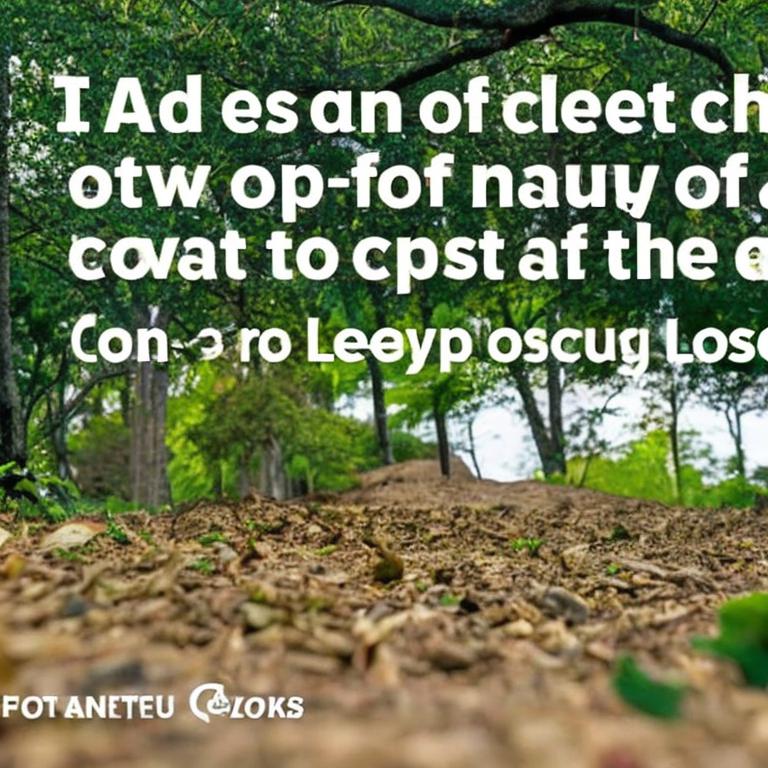 I Ad es an of cleet ch
otw op-fof nauy of
covat to cpst af the
Con- ro Leeyp oscug Los
FOT ANETEU